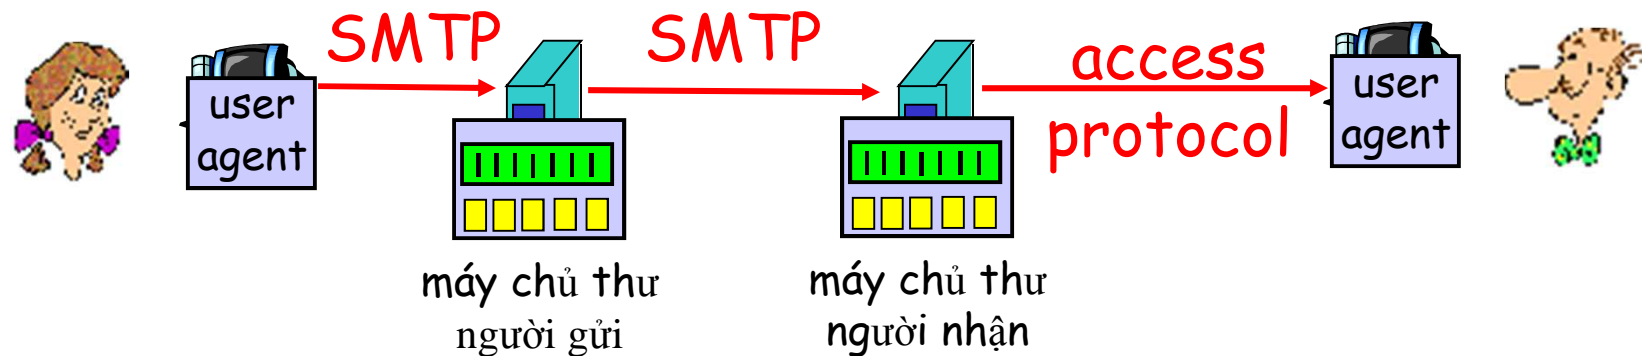 SMTP
SMTP
access
protocol
user
agent
user
agent
máy chủ thư
người gửi
máy chủ thư
người nhận